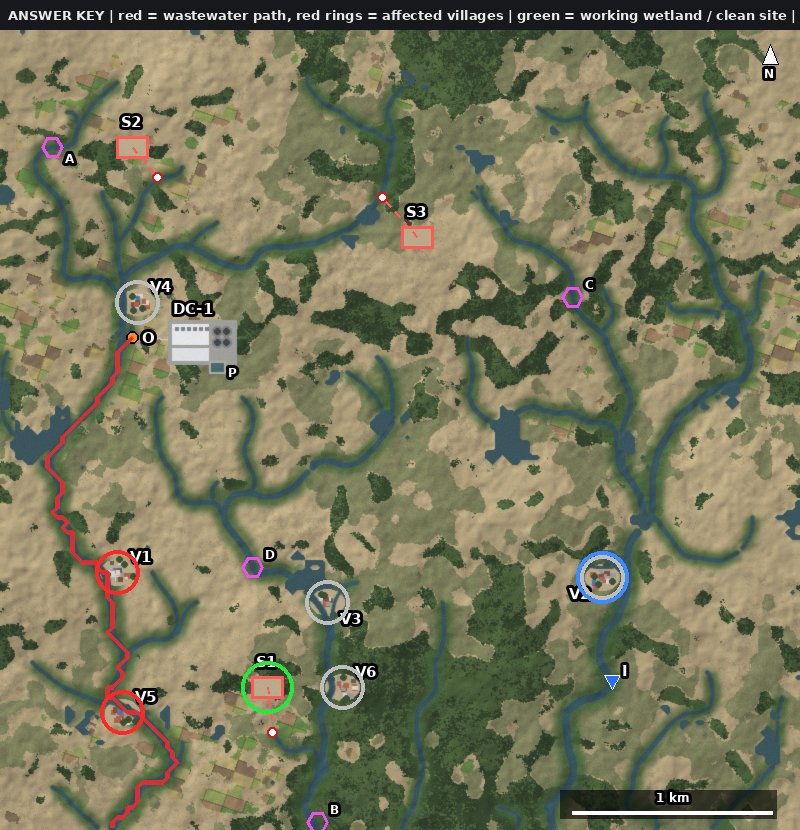 ANSWER KEY | red = wastewater path, red rings = affected villages | green = working wetland / clean site |
N
S2
A
S3
V4
C
DC-1
O
P
V1
D
V2
V3
S1
V6
I
V5
1 km
B